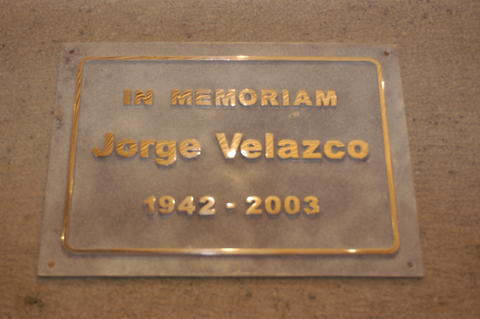 IN MEMORIAM
Jorge Velazco
1942 - 2003